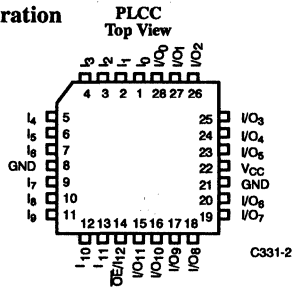 ration
PLCC
Top View
I3 I2 I1 I0 I/O0 I/O1 I/O2
4 3 2 1 28 27 26
I4 5 25 I/O3
I5 6 24 I/O4
I6 7 23 I/O5
GND 8 22 VCC
I7 9 21 GND
I8 10 20 I/O6
I9 11 19 I/O7
12 13 14 15 16 17 18
I10 I11 OE/I12 I/O11 I/O10 I/O9 I/O8
C331-2